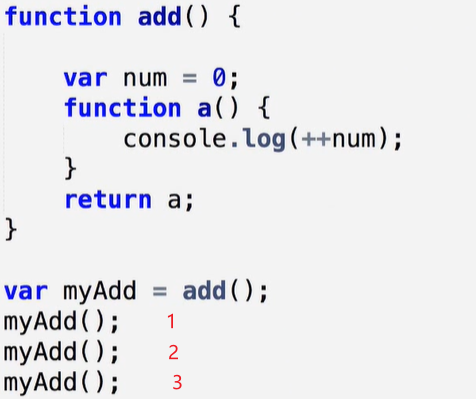 function add() {
var num = 0;
function a() {
console.log(++num);
}
return a;
}
var myAdd = add();
myAdd(); 1
myAdd(); 2
myAdd(); 3